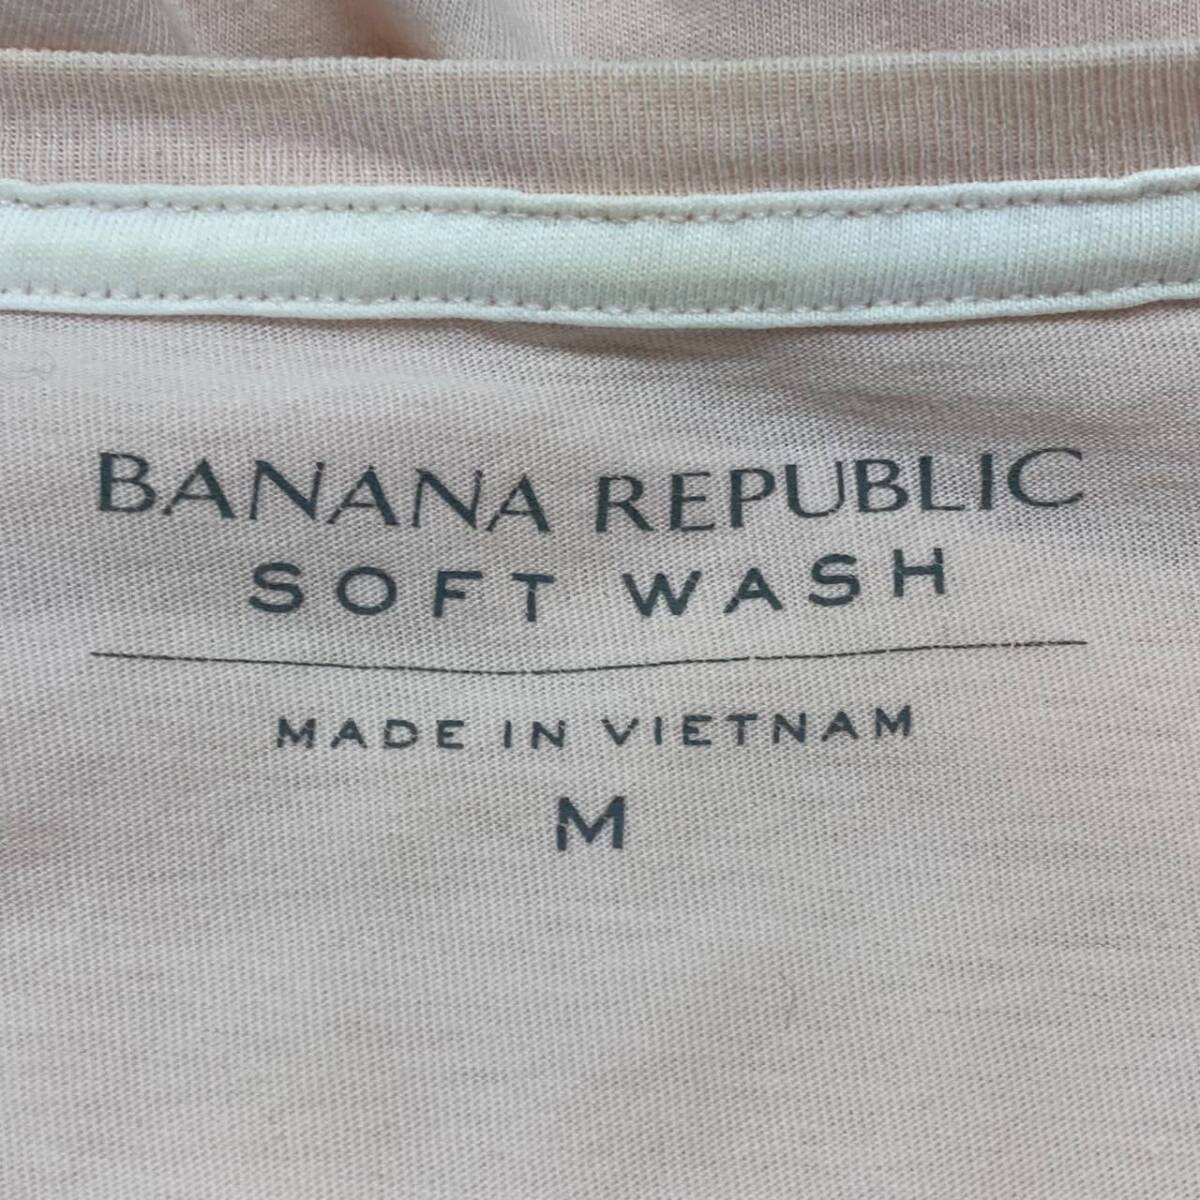 BANANA REPUBLIC
SOFT WASH
MADE IN VIETNAM
M